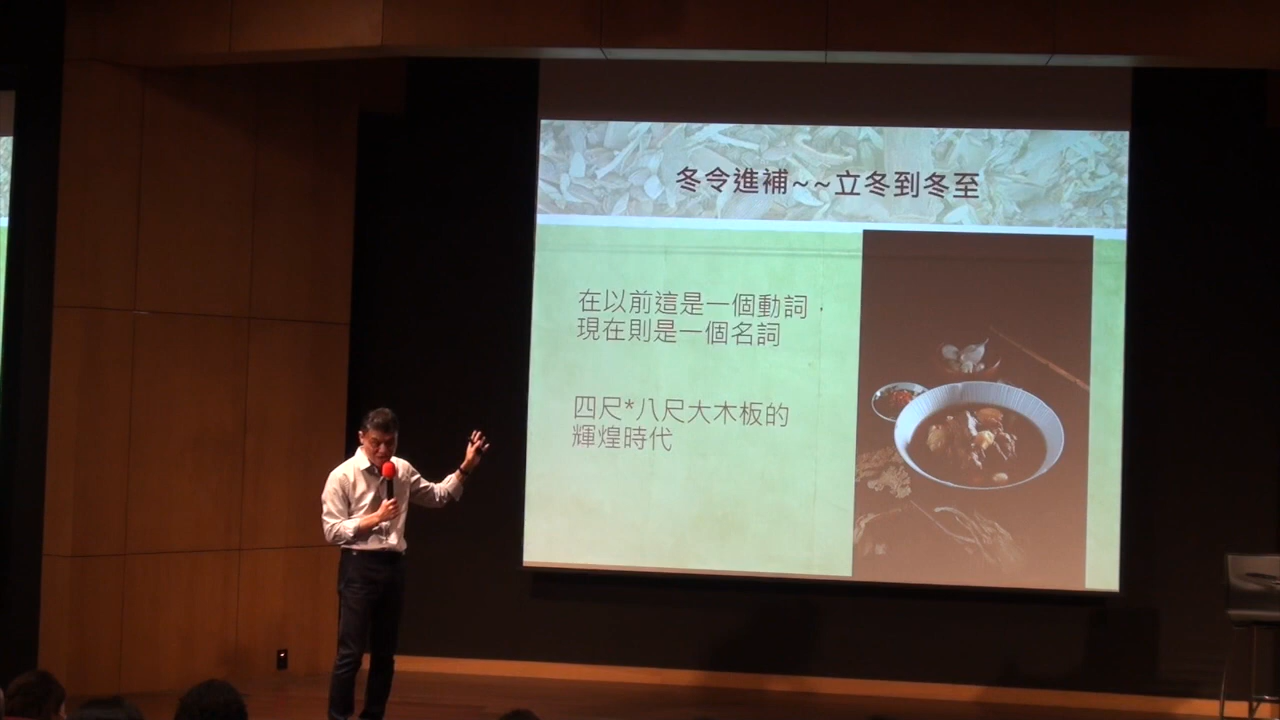 冬令進補~~立冬到冬至
在以前這是一個動詞，
現在則是一個名詞
四尺*八尺大木板的
輝煌時代